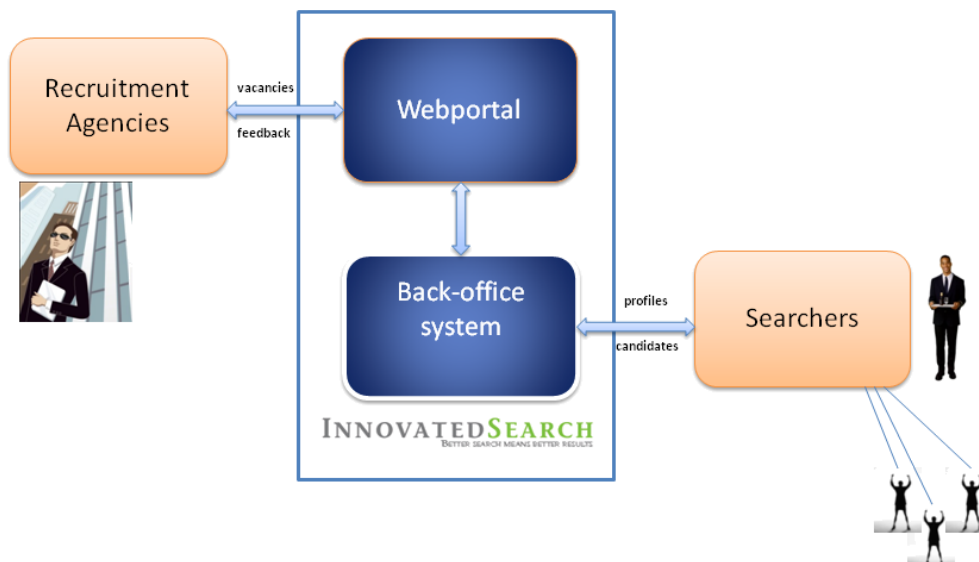 Recruitment
Agencies
vacancies
feedback
Webportal
Back-office
system
profiles
candidates
Searchers
INNOVATEDSEARCH
BETTER SEARCH MEANS BETTER RESULTS